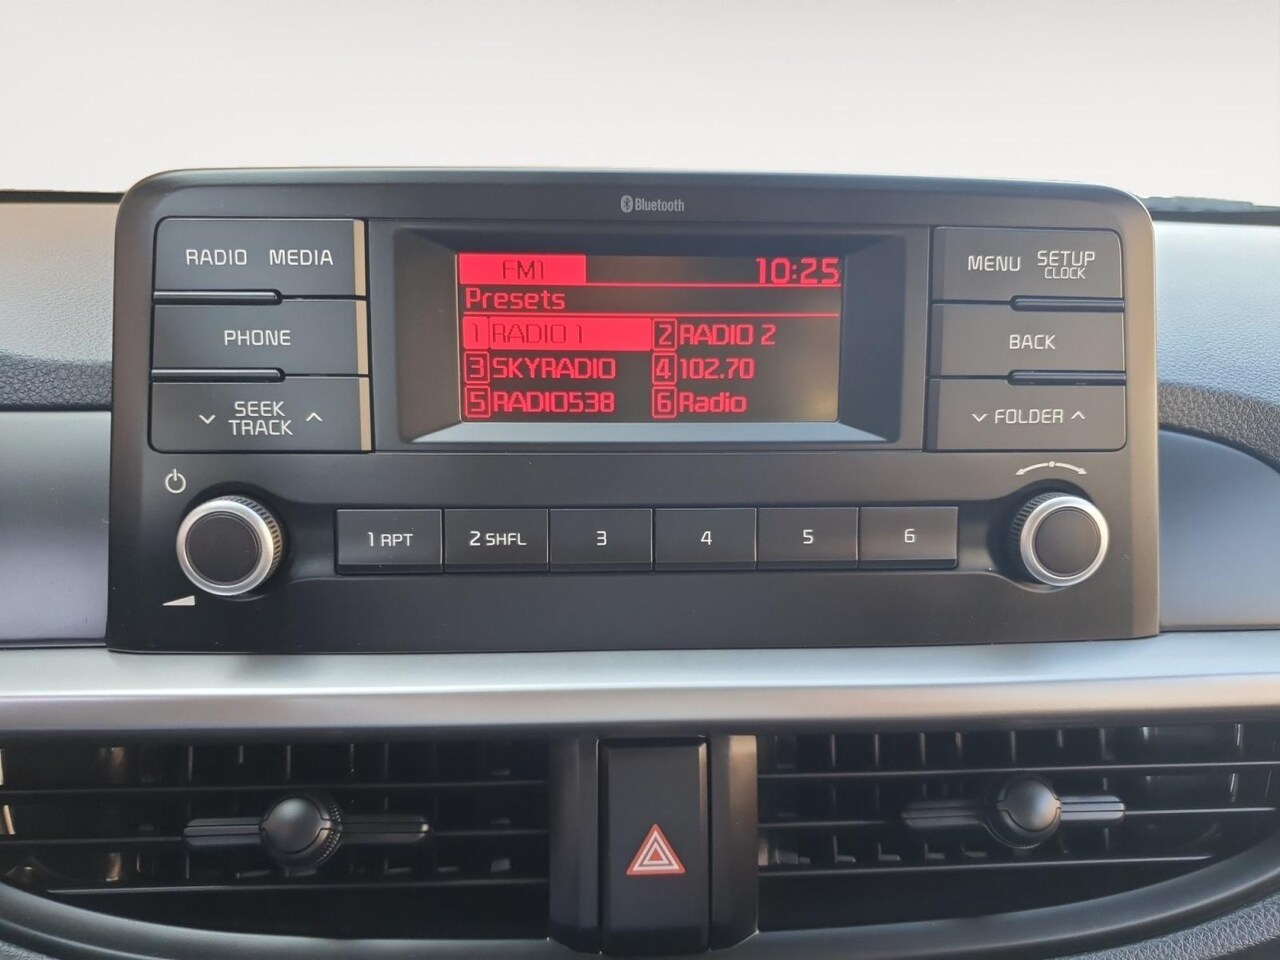 Bluetooth
RADIO MEDIA
PHONE
SEEK
TRACK
FM1 10:25
Presets
1 RADIO 1 2 RADIO 2
3 SKYRADIO 4 102.70
5 RADIO538 6 Radio
MENU SETUP
CLOCK
BACK
FOLDER
1 RPT 2 SHFL 3 4 5 6